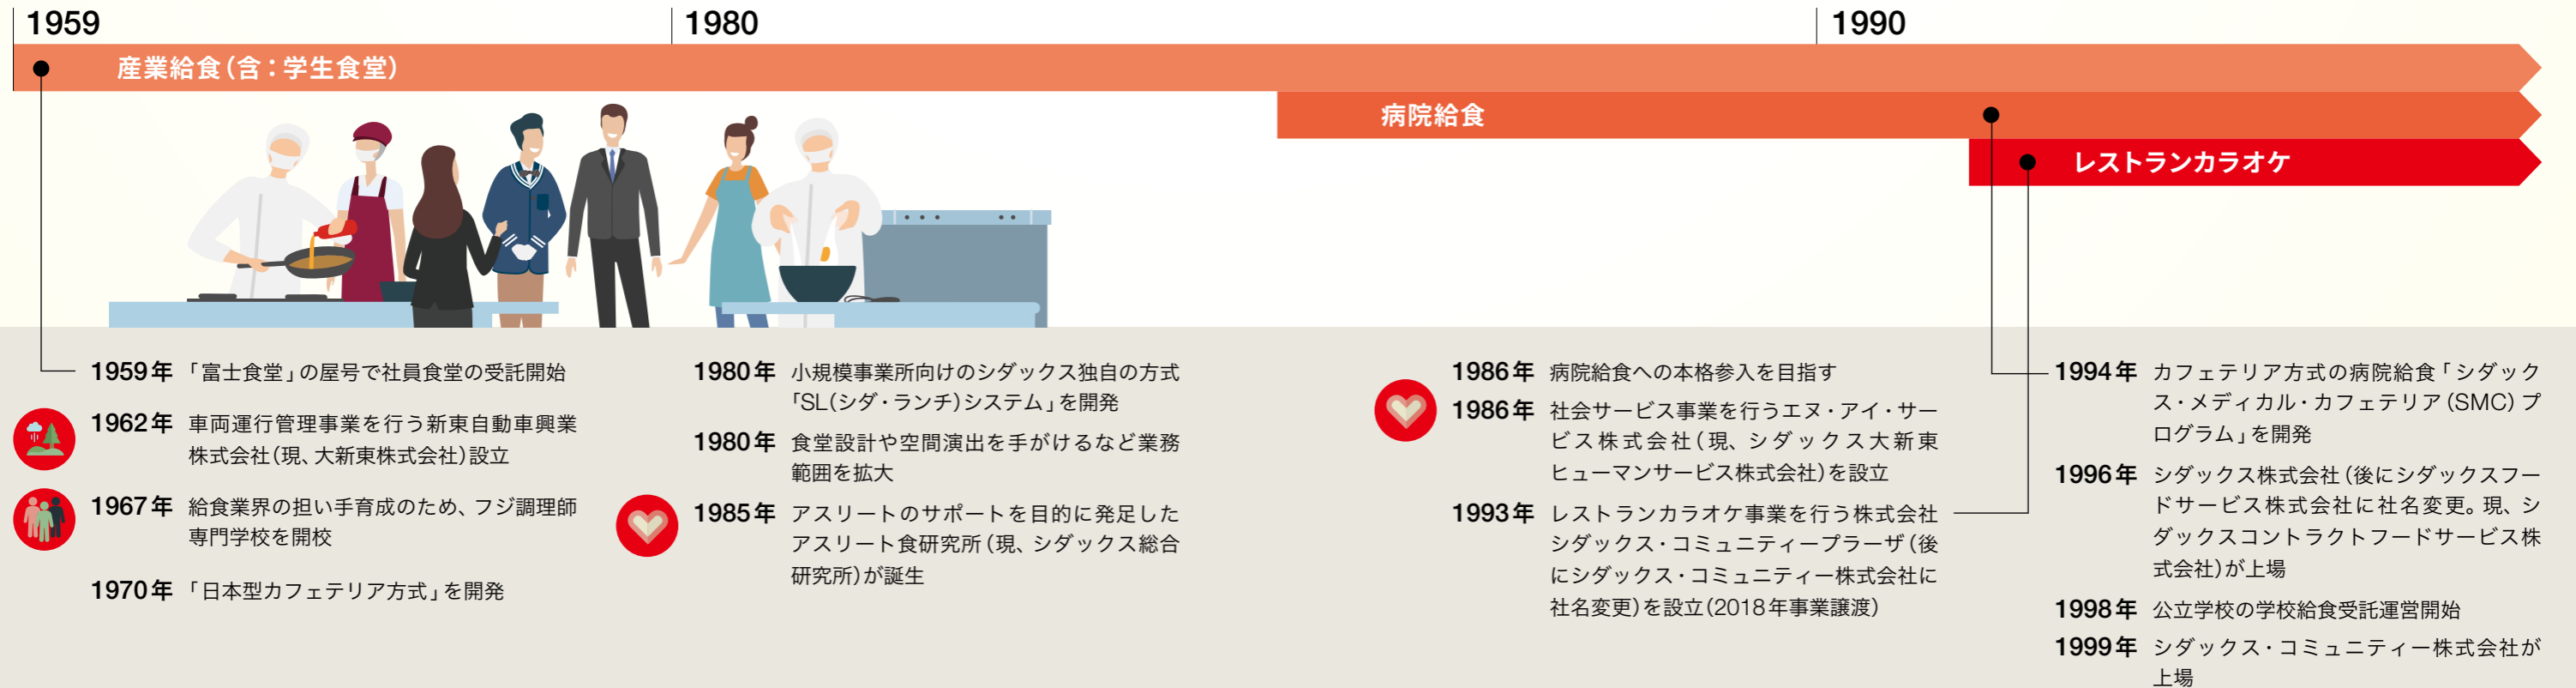 1959
1980
1990
産業給食（含：学生食堂）
病院給食
レストランカラオケ
1959年 「富士食堂」の屋号で社員食堂の受託開始
1962年 車両運行管理事業を行う新東自動車興業
株式会社（現、大新東株式会社）設立
1967年 給食業界の担い手育成のため、フジ調理師
専門学校を開校
1970年 「日本型カフェテリア方式」を開発
1980年 小規模事業所向けのシダックス独自の方式
「SL（シダ・ランチ）システム」を開発
1980年 食堂設計や空間演出を手がけるなど業務
範囲を拡大
1985年 アスリートのサポートを目的に発足した
アスリート食研究所（現、シダックス総合
研究所）が誕生
1986年 病院給食への本格参入を目指す
1986年 社会サービス事業を行うエヌ・アイ・サー
ビス株式会社（現、シダックス大新東
ヒューマンサービス株式会社）を設立
1993年 レストランカラオケ事業を行う株式会社
シダックス・コミュニティープラーザ（後
にシダックス・コミュニティー株式会社に
社名変更）を設立（2018年事業譲渡）
1994年 カフェテリア方式の病院給食「シダック
ス・メディカル・カフェテリア（SMC）プ
ログラム」を開発
1996年 シダックス株式会社（後にシダックスフー
ドサービス株式会社に社名変更。現、シ
ダックスコントラクトフードサービス株
式会社）が上場
1998年 公立学校の学校給食受託運営開始
1999年 シダックス・コミュニティー株式会社が
上場